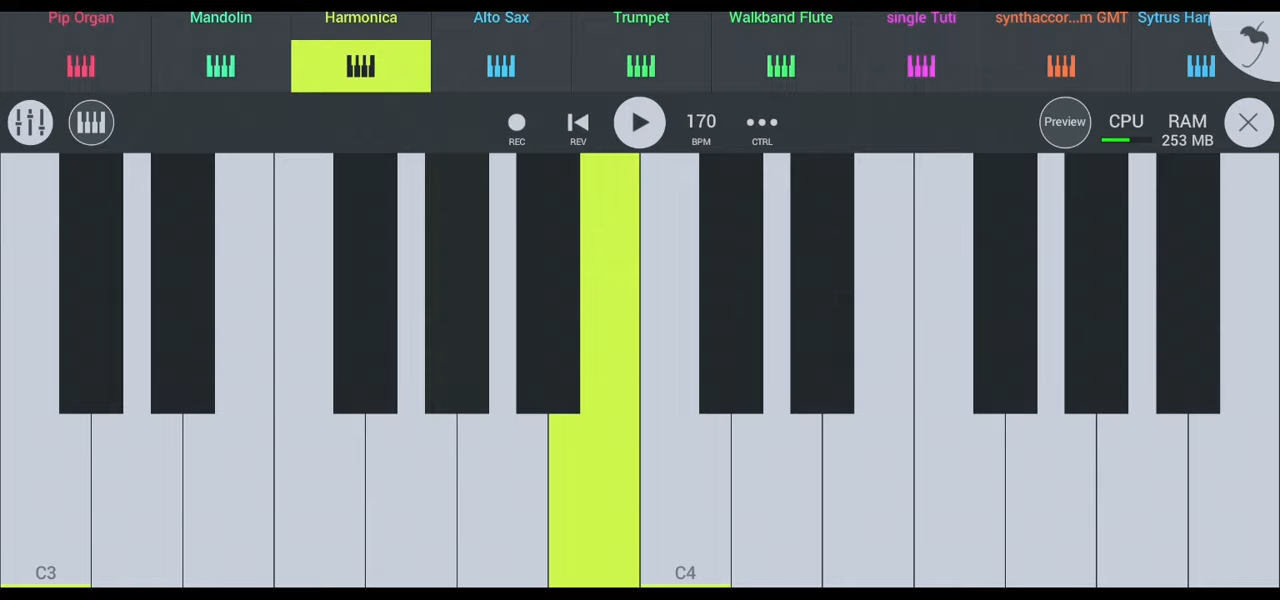 Pip Organ
Mandolin
Harmonica
Alto Sax
Trumpet
Walkband Flute
single Tuti
synthaccor...m GMT
Sytrus Harp
REC
REV
170
BPM
CTRL
Preview
CPU
RAM
253 MB
C3
C4